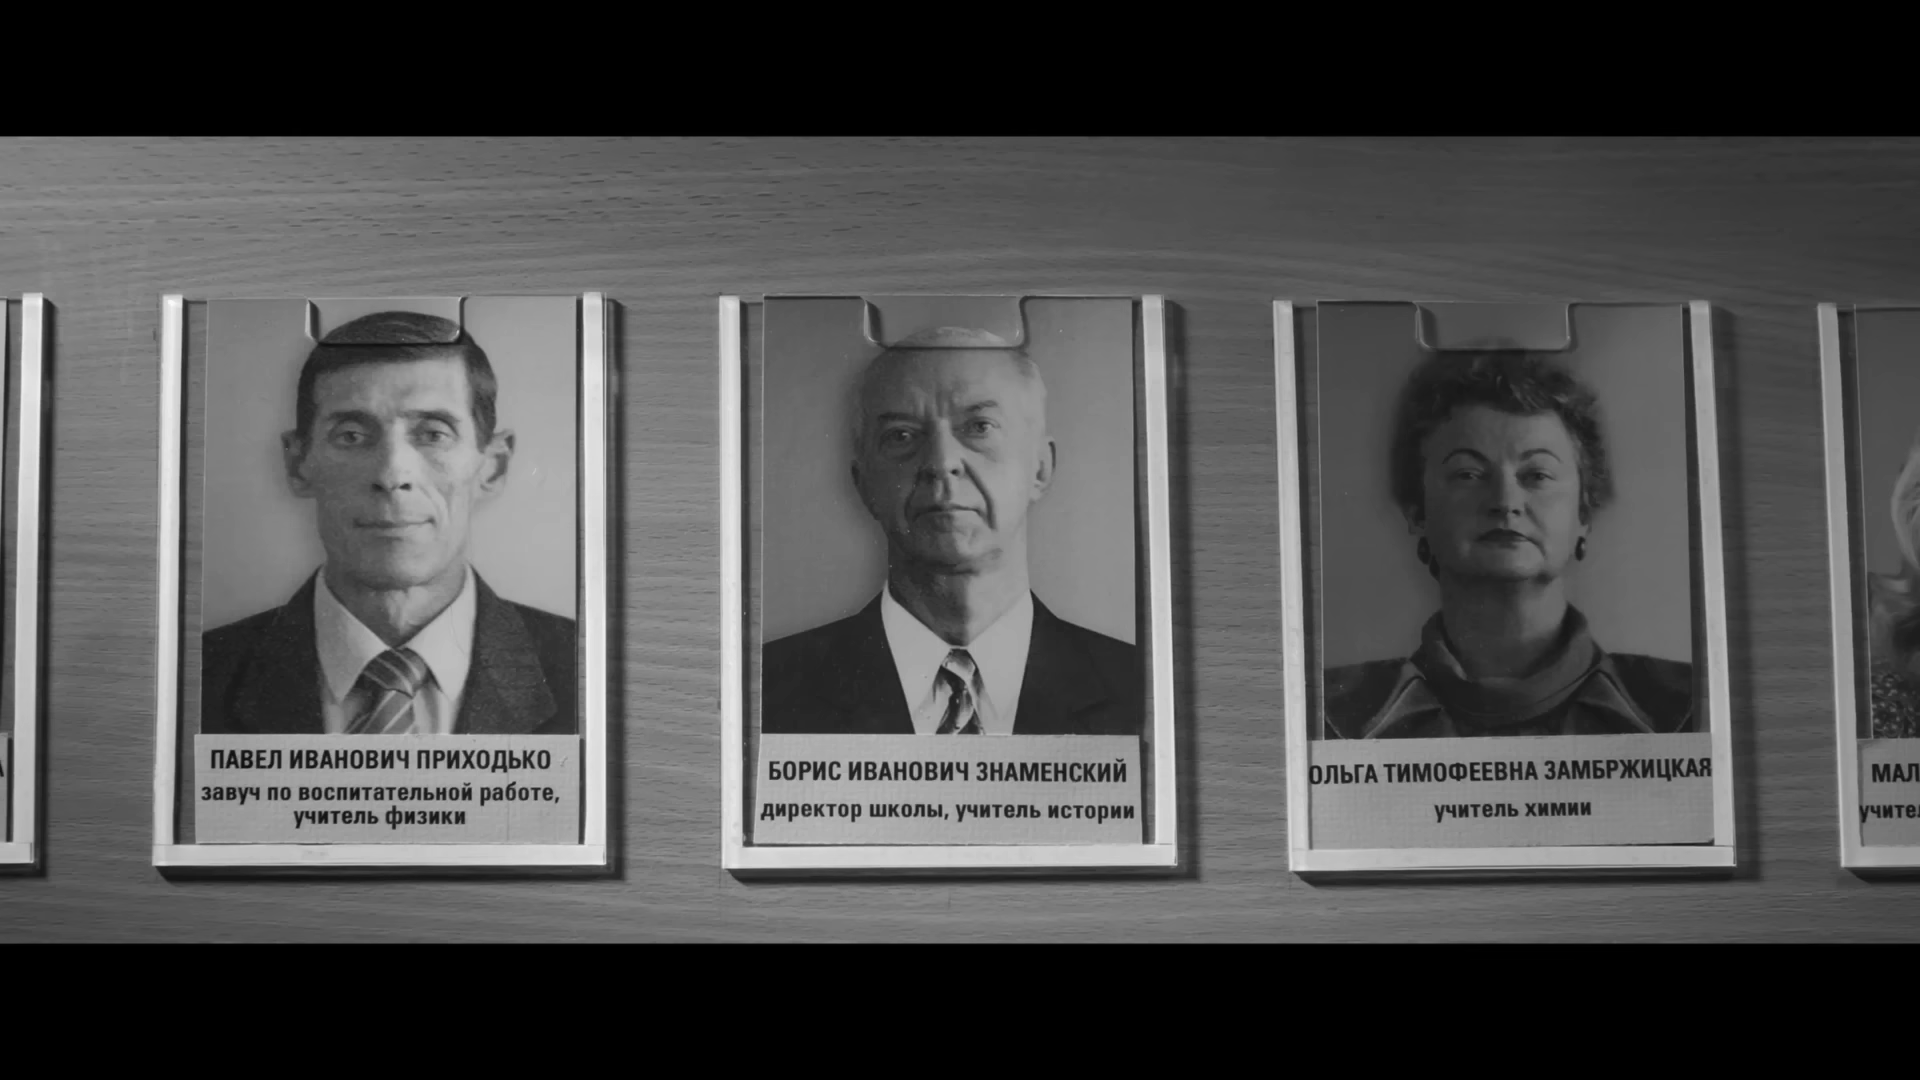 ПАВЕЛ ИВАНОВИЧ ПРИХОДЬКО
завуч по воспитательной работе,
учитель физики
БОРИС ИВАНОВИЧ ЗНАМЕНСКИЙ
директор школы, учитель истории
ОЛЬГА ТИМОФЕЕВНА ЗАМБРЖИЦКАЯ
учитель химии